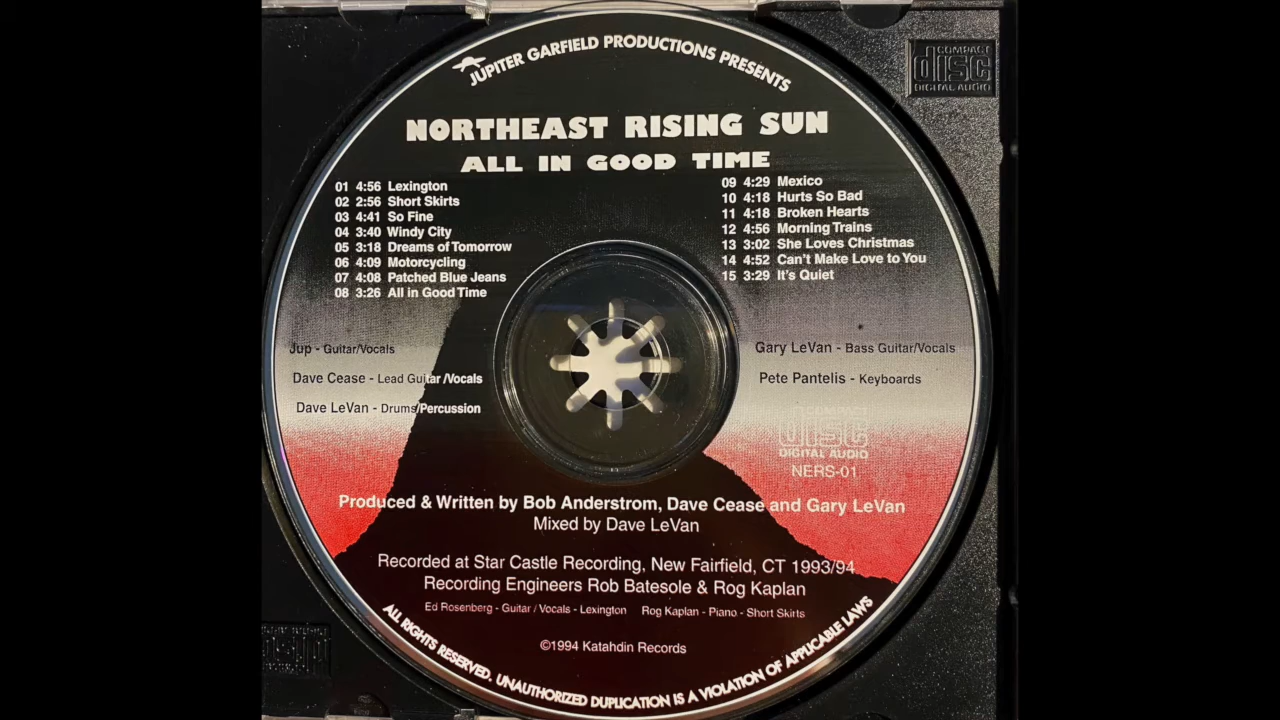 JUPITER GARFIELD PRODUCTIONS PRESENTS
COMPACT
disc
DIGITAL AUDIO
NORTHEAST RISING SUN
ALL IN GOOD TIME
01 4:56 Lexington
02 2:56 Short Skirts
03 4:41 So Fine
04 3:40 Windy City
05 3:18 Dreams of Tomorrow
06 4:09 Motorcycling
07 4:08 Patched Blue Jeans
08 3:26 All in Good Time
09 4:29 Mexico
10 4:18 Hurts So Bad
11 4:18 Broken Hearts
12 4:56 Morning Trains
13 3:02 She Loves Christmas
14 4:52 Can't Make Love to You
15 3:29 It's Quiet
Jup - Guitar/Vocals
Dave Cease - Lead Guitar /Vocals
Dave LeVan - Drums/Percussion
Gary LeVan - Bass Guitar/Vocals
Pete Pantelis - Keyboards
COMPACT
disc
DIGITAL AUDIO
NERS-01
Produced & Written by Bob Anderstrom, Dave Cease and Gary LeVan
Mixed by Dave LeVan
Recorded at Star Castle Recording, New Fairfield, CT 1993/94
Recording Engineers Rob Batesole & Rog Kaplan
Ed Rosenberg - Guitar / Vocals - Lexington Rog Kaplan - Piano - Short Skirts
©1994 Katahdin Records
ALL RIGHTS RESERVED. UNAUTHORIZED DUPLICATION IS A VIOLATION OF APPLICABLE LAWS